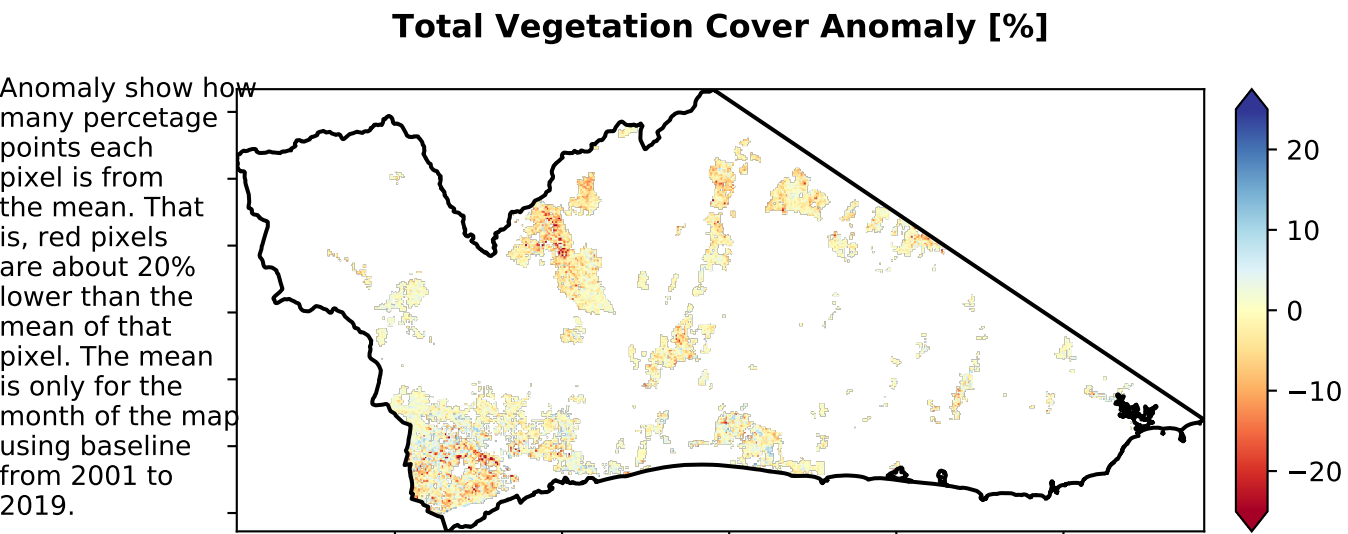 Total Vegetation Cover Anomaly [%]
Anomaly show how
many percetage
points each
pixel is from
the mean. That
is, red pixels
are about 20%
lower than the
mean of that
pixel. The mean
is only for the
month of the map
using baseline
from 2001 to
2019.
20
10
0
−10
−20